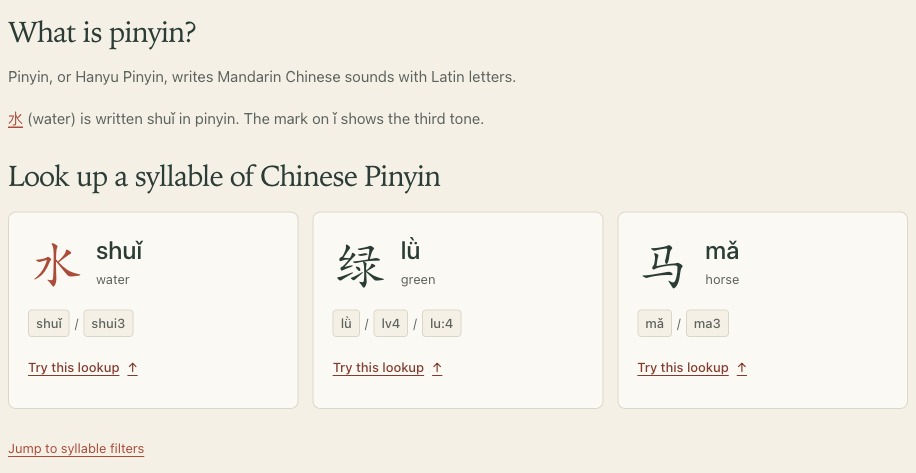 What is pinyin?
Pinyin, or Hanyu Pinyin, writes Mandarin Chinese sounds with Latin letters.
水 (water) is written shuǐ in pinyin. The mark on ǐ shows the third tone.
Look up a syllable of Chinese Pinyin
水 shuǐ
water
shuǐ / shui3
Try this lookup ↑
绿 lǜ
green
lǜ / lv4 / lu:4
Try this lookup ↑
马 mǎ
horse
mǎ / ma3
Try this lookup ↑
Jump to syllable filters